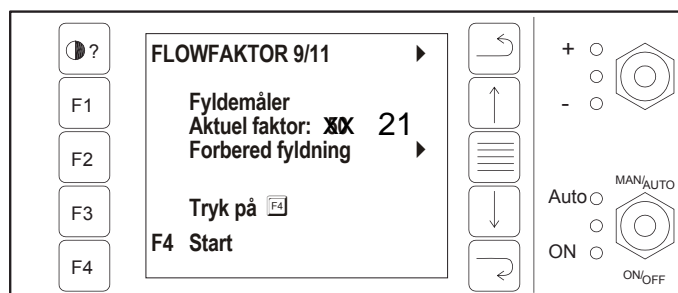 ?
F1
F2
F3
F4
FLOWFAKTOR 9/11
Fyldemåler
Aktuel faktor: 21
Forbered fyldning
Tryk på F4
F4 Start
+
-
Auto
ON
MAN/AUTO
ON/OFF